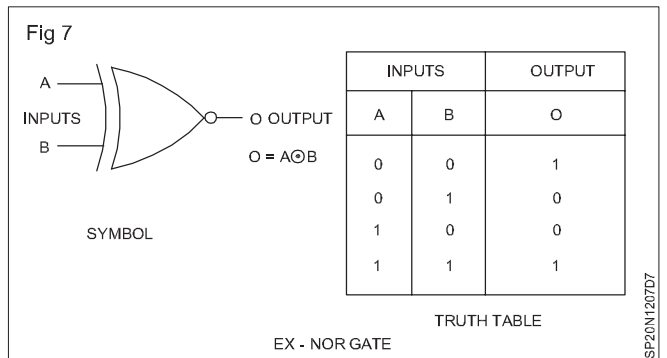 Fig 7
A
INPUTS
B
O OUTPUT
O = A⊙B
SYMBOL
INPUTS OUTPUT
A B O
0 0 1
0 1 0
1 0 0
1 1 1
TRUTH TABLE
EX - NOR GATE
SP20N1207D7